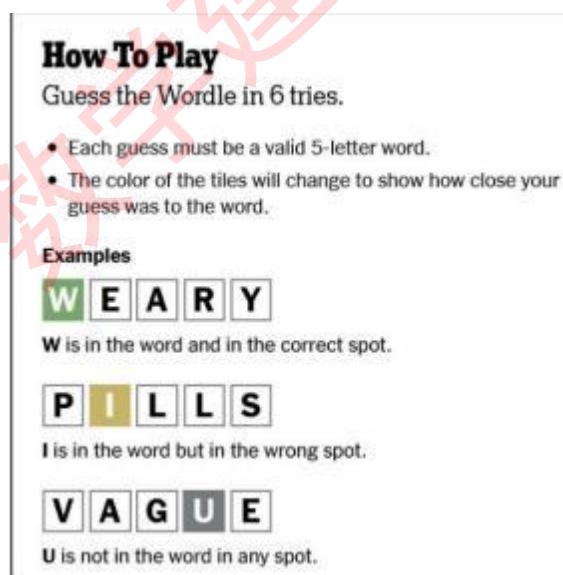 How To Play
Guess the Wordle in 6 tries.
• Each guess must be a valid 5-letter word.
• The color of the tiles will change to show how close your
guess was to the word.
Examples
W E A R Y
W is in the word and in the correct spot.
P I L L S
I is in the word but in the wrong spot.
V A G U E
U is not in the word in any spot.
数学建